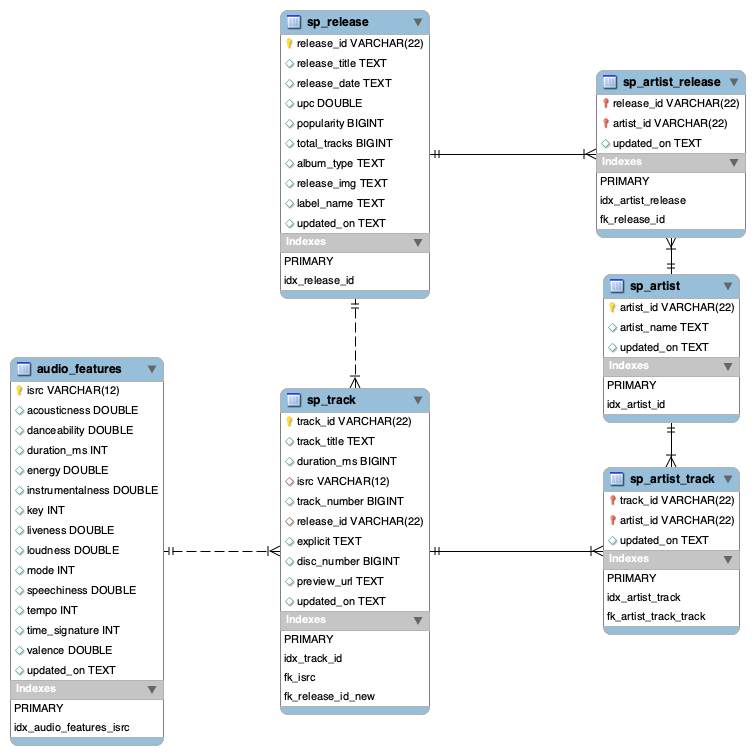 sp_release
release_id VARCHAR(22)
release_title TEXT
release_date TEXT
upc DOUBLE
popularity BIGINT
total_tracks BIGINT
album_type TEXT
release_img TEXT
label_name TEXT
updated_on TEXT
Indexes
PRIMARY
idx_release_id
sp_artist_release
release_id VARCHAR(22)
artist_id VARCHAR(22)
updated_on TEXT
Indexes
PRIMARY
idx_artist_release
fk_release_id
sp_artist
artist_id VARCHAR(22)
artist_name TEXT
updated_on TEXT
Indexes
PRIMARY
idx_artist_id
audio_features
isrc VARCHAR(12)
acousticness DOUBLE
danceability DOUBLE
duration_ms INT
energy DOUBLE
instrumentalness DOUBLE
key INT
liveness DOUBLE
loudness DOUBLE
mode INT
speechiness DOUBLE
tempo INT
time_signature INT
valence DOUBLE
updated_on TEXT
Indexes
PRIMARY
idx_audio_features_isrc
sp_track
track_id VARCHAR(22)
track_title TEXT
duration_ms BIGINT
isrc VARCHAR(12)
track_number BIGINT
release_id VARCHAR(22)
explicit TEXT
disc_number BIGINT
preview_url TEXT
updated_on TEXT
Indexes
PRIMARY
idx_track_id
fk_isrc
fk_release_id_new
sp_artist_track
track_id VARCHAR(22)
artist_id VARCHAR(22)
updated_on TEXT
Indexes
PRIMARY
idx_artist_track
fk_artist_track_track